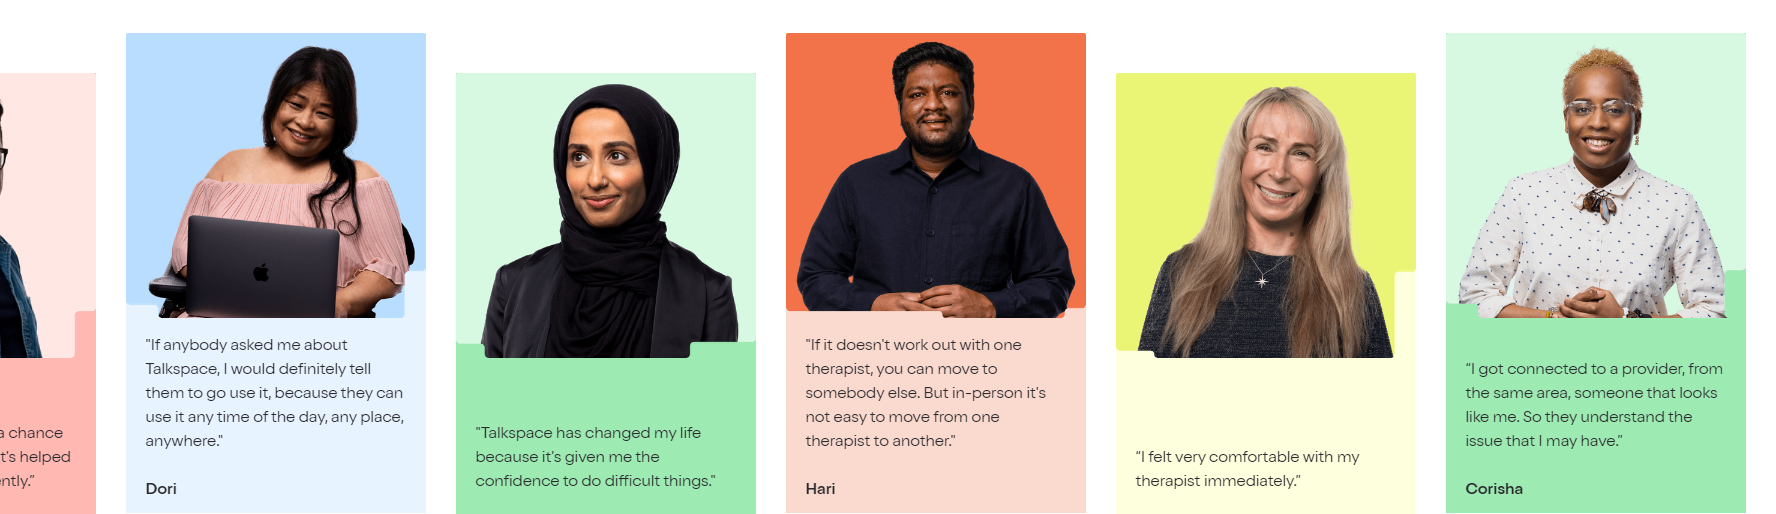 a chance
t's helped
ently."
"If anybody asked me about
Talkspace, I would definitely tell
them to go use it, because they can
use it any time of the day, any place,
anywhere."
Dori
"Talkspace has changed my life
because it's given me the
confidence to do difficult things."
"If it doesn't work out with one
therapist, you can move to
somebody else. But in-person it's
not easy to move from one
therapist to another."
Hari
“I felt very comfortable with my
therapist immediately.”
“I got connected to a provider, from
the same area, someone that looks
like me. So they understand the
issue that I may have.”
Corisha